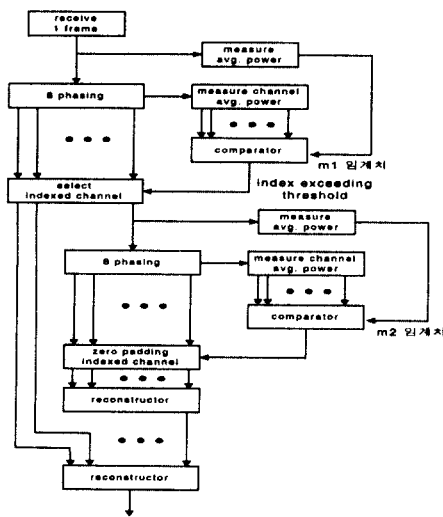 receive
1 frame
measure
avg. power
8 phasing
measure channel
avg. power
comparator
m1 임계치
select
indexed channel
index exceeding
threshold
measure
avg. power
8 phasing
measure channel
avg. power
comparator
m2 임계치
zero padding
indexed channel
reconstructor
reconstructor